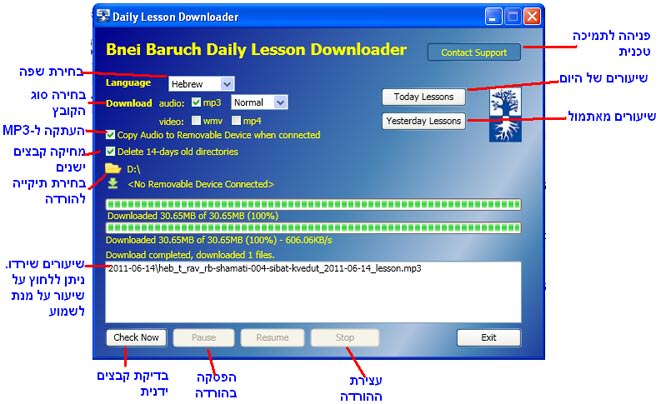 Daily Lesson Downloader
Bnei Baruch Daily Lesson Downloader
Contact Support
פניהה לתמיכה
טכנית
בחירת שפה
Language
Hebrew
שיעורים של היום
Today Lessons
בחירה סוג
הקובץ
Download
audio:
mp3
Normal
video:
wmv
mp4
שיעורים מאתמול
Yesterday Lessons
העתקה ל-MP3
Copy Audio to Removable Device when connected
מחיקה קבצים
ישנים
Delete 14-days old directories
בחירת תיקייה
להורדה
D:\
<No Removable Device Connected>
Downloaded 30.65MB of 30.65MB (100%)
Downloaded 30.65MB of 30.65MB (100%) - 606.06KB/s
Download completed, downloaded 1 files.
שיעורים שירדו.
ניתן ללחוץ על
שיעור על מנת
לשמוע
2011-06-14\heb_t_rav_rb-shamati-004-sibat-kvedut_2011-06-14_lesson.mp3
Check Now
Pause
Resume
Stop
Exit
בדיקת קבצים
ידנית
הפסקה
בהורדה
עצירת
ההורדה